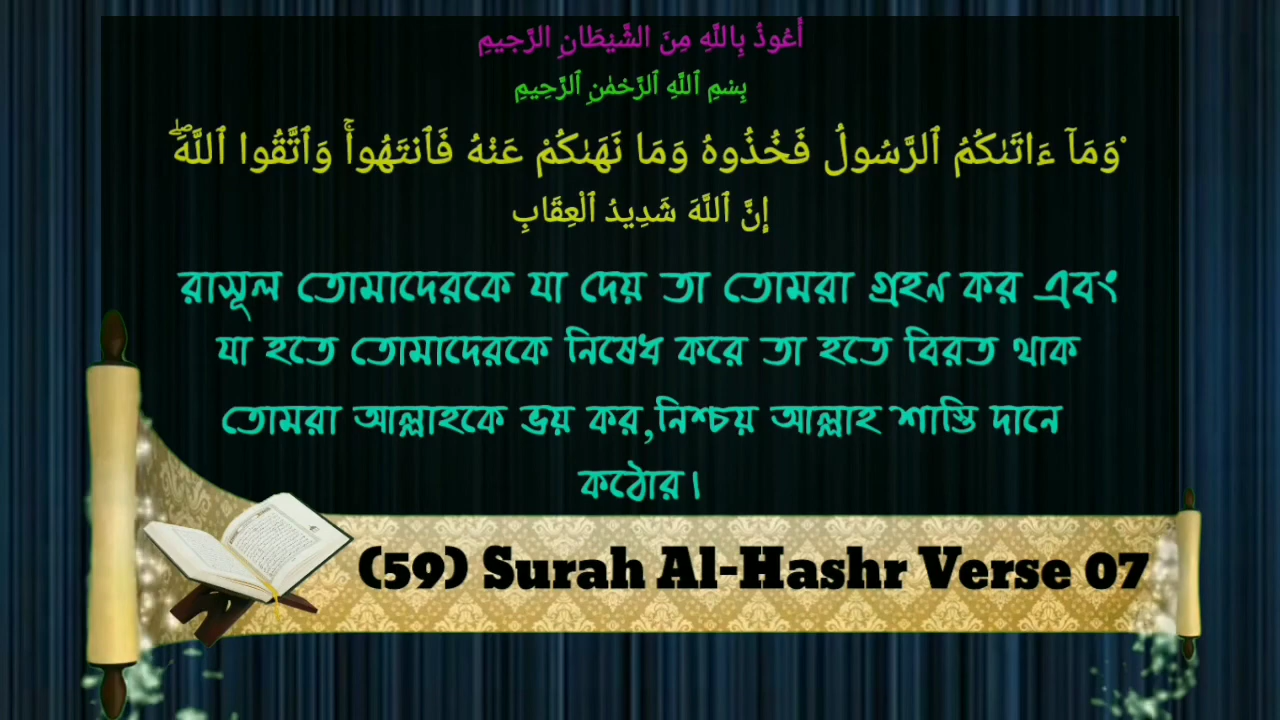 أَعُوذُ بِاللَّهِ مِنَ الشَّيْطَانِ الرَّجِيمِ
بِسْمِ ٱللَّهِ ٱلرَّحْمَٰنِ ٱلرَّحِيمِ
وَمَآ ءَاتَىٰكُمُ ٱلرَّسُولُ فَخُذُوهُ وَمَا نَهَىٰكُمْ عَنْهُ فَٱنتَهُوا۟ ۚ وَٱتَّقُوا ٱللَّهَ ۖ
إِنَّ ٱللَّهَ شَدِيدُ ٱلْعِقَابِ
রাসূল তোমাদেরকে যা দেয় তা তোমরা গ্রহণ কর এবং
যা হতে তোমাদেরকে নিষেধ করে তা হতে বিরত থাক
তোমরা আল্লাহকে ভয় কর,নিশ্চয় আল্লাহ শাস্তি দানে
কঠোর।
(59) Surah Al-Hashr Verse 07